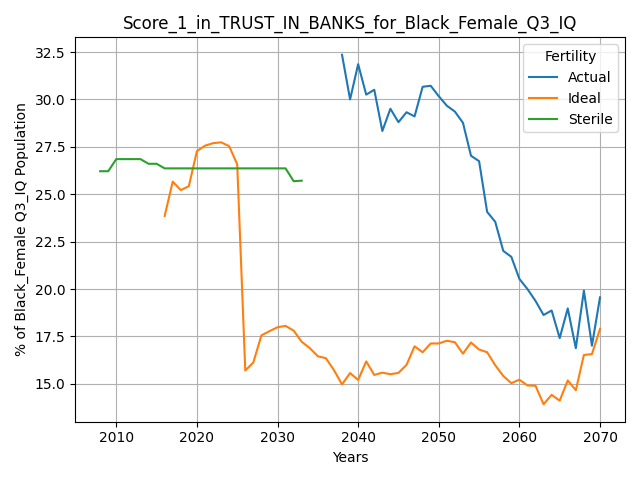 Score_1_in_TRUST_IN_BANKS_for_Black_Female_Q3_IQ
% of Black_Female Q3_IQ Population
32.5
30.0
27.5
25.0
22.5
20.0
17.5
15.0
Fertility
Actual
Ideal
Sterile
2010 2020 2030 2040 2050 2060 2070
Years